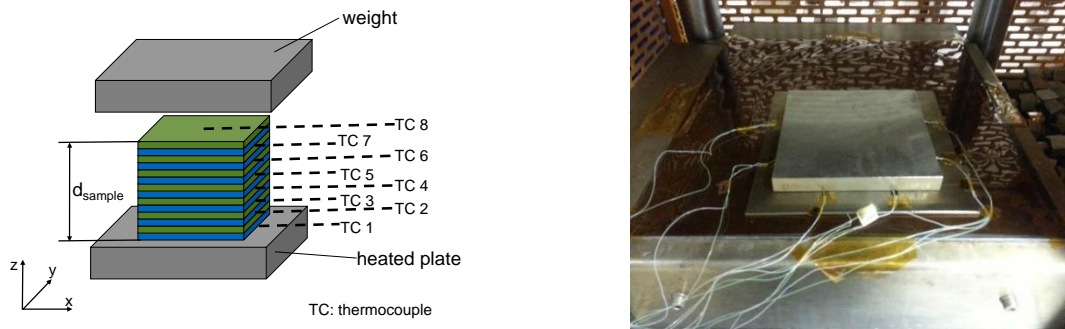 weight
TC 8
TC 7
TC 6
TC 5
TC 4
TC 3
TC 2
TC 1
d_sample
heated plate
z
y
x
TC: thermocouple